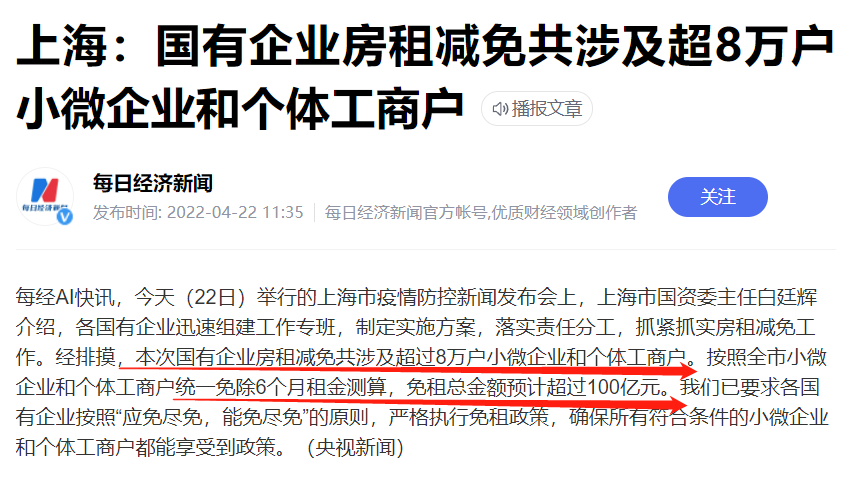 上海：国有企业房租减免共涉及超8万户
小微企业和个体工商户 播报文章
每日经济新闻
每日经济新闻
发布时间: 2022-04-22 11:35 每日经济新闻官方帐号,优质财经领域创作者
关注
每经AI快讯，今天（22日）举行的上海市疫情防控新闻发布会上，上海市国资委主任白廷辉
介绍，各国有企业迅速组建工作专班，制定实施方案，落实责任分工，抓紧抓实房租减免工
作。经排摸，本次国有企业房租减免共涉及超过8万户小微企业和个体工商户。按照全市小微
企业和个体工商户统一免除6个月租金测算，免租总金额预计超过100亿元。我们已要求各国
有企业按照“应免尽免，能免尽免”的原则，严格执行免租政策，确保所有符合条件的小微企业
和个体工商户都能享受到政策。（央视新闻）